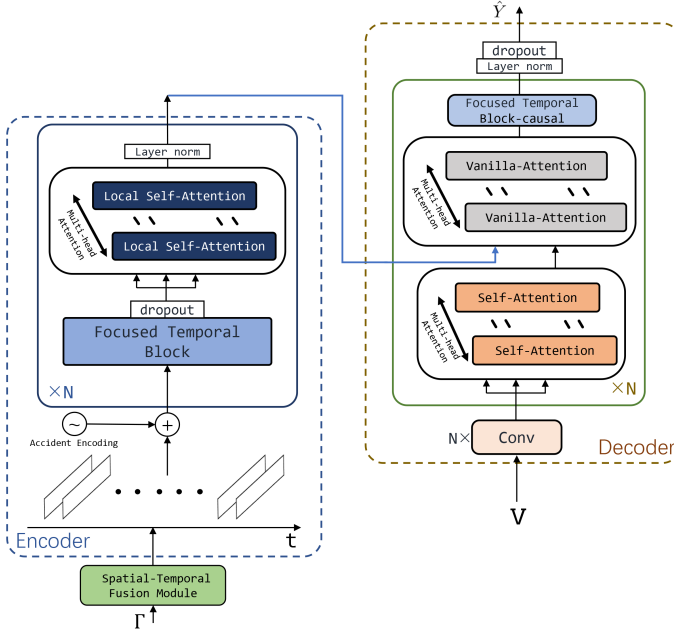 Ŷ
dropout
Layer norm
Focused Temporal
Block-causal
Vanilla-Attention
Vanilla-Attention
Multi-head
Attention
Self-Attention
Self-Attention
Multi-head
Attention
×N
N×
Conv
Decoder
V
Layer norm
Local Self-Attention
Local Self-Attention
Multi-head
Attention
dropout
Focused Temporal
Block
×N
~
+
Accident Encoding
t
Encoder
Spatial-Temporal
Fusion Module
Γ